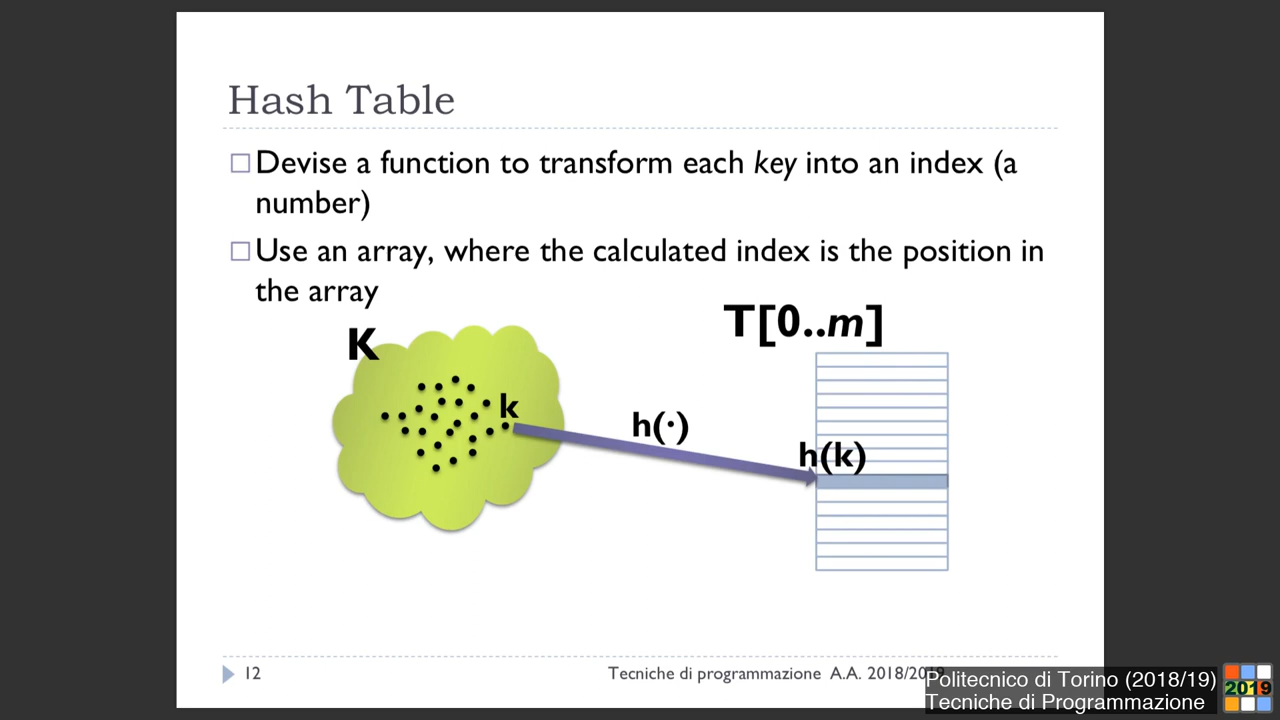 Hash Table
Devise a function to transform each key into an index (a
number)
Use an array, where the calculated index is the position in
the array
T[0..m]
K
k
h(·)
h(k)
12
Tecniche di programmazione A.A. 2018/2019
Politecnico di Torino (2018/19)
Tecniche di Programmazione
2019